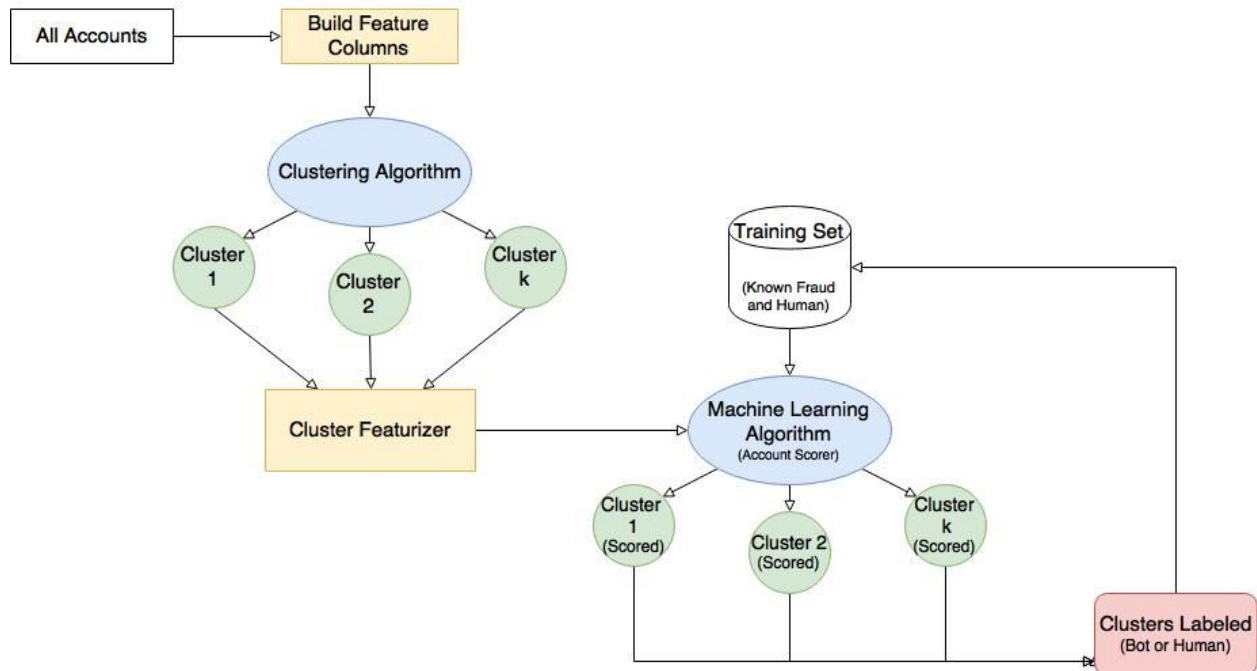 All Accounts
Build Feature
Columns
Clustering Algorithm
Cluster
1
Cluster
2
Cluster
k
Cluster Featurizer
Training Set
(Known Fraud
and Human)
Machine Learning
Algorithm
(Account Scorer)
Cluster
1
(Scored)
Cluster 2
(Scored)
Cluster
k
(Scored)
Clusters Labeled
(Bot or Human)